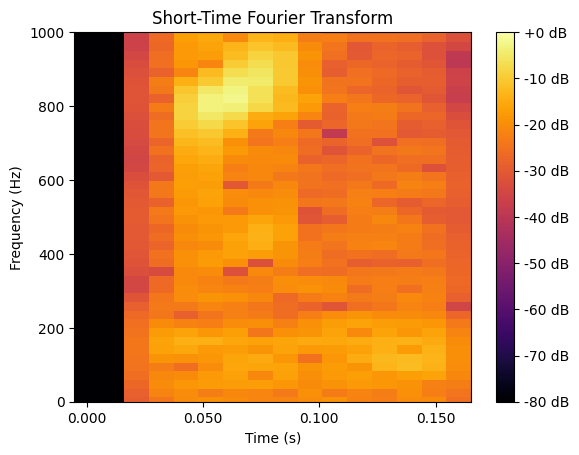 Short-Time Fourier Transform
1000
800
600
400
200
0
Frequency (Hz)
0.000
0.050
0.100
0.150
Time (s)
+0 dB
-10 dB
-20 dB
-30 dB
-40 dB
-50 dB
-60 dB
-70 dB
-80 dB